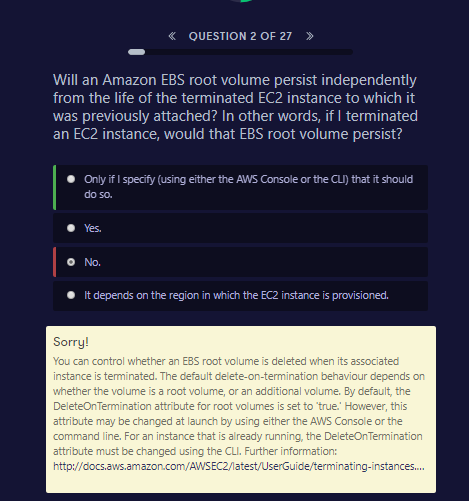 « QUESTION 2 OF 27 »
Will an Amazon EBS root volume persist independently
from the life of the terminated EC2 instance to which it
was previously attached? In other words, if I terminated
an EC2 instance, would that EBS root volume persist?
Only if I specify (using either the AWS Console or the CLI) that it should
do so.
Yes.
No.
It depends on the region in which the EC2 instance is provisioned.
Sorry!
You can control whether an EBS root volume is deleted when its associated
instance is terminated. The default delete-on-termination behaviour depends on
whether the volume is a root volume, or an additional volume. By default, the
DeleteOnTermination attribute for root volumes is set to 'true.' However, this
attribute may be changed at launch by using either the AWS Console or the
command line. For an instance that is already running, the DeleteOnTermination
attribute must be changed using the CLI. Further information:
http://docs.aws.amazon.com/AWSEC2/latest/UserGuide/terminating-instances....